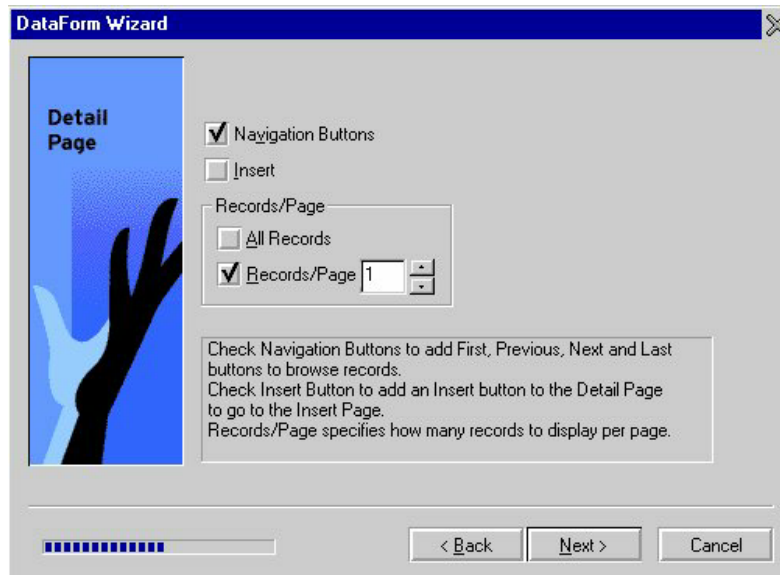 DataForm Wizard
Detail
Page
Navigation Buttons
Insert
Records/Page
All Records
Records/Page 1
Check Navigation Buttons to add First, Previous, Next and Last
buttons to browse records.
Check Insert Button to add an Insert button to the Detail Page
to go to the Insert Page.
Records/Page specifies how many records to display per page.
< Back Next > Cancel